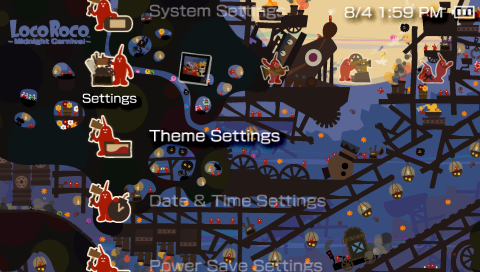 System Settings
8/4 1:59 PM
LocoRoco
~Midnight Carnival~
Settings
Theme Settings
Date & Time Settings
Power Save Settings